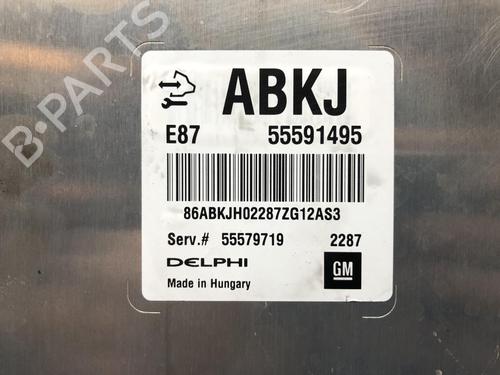 B-PARTS
ABKJ
E87 55591495
86ABKJH02287ZG12AS3
Serv.# 55579719 2287
DELPHI GM
Made in Hungary